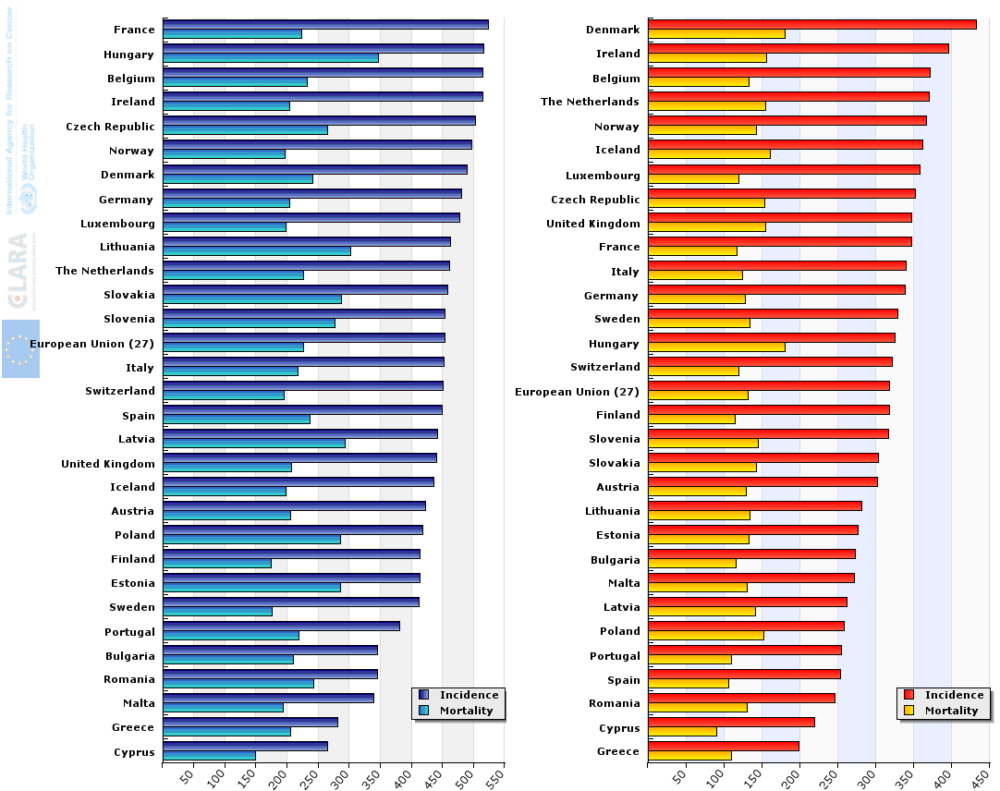 International Agency for Research on Cancer
World Health
Organization
CLARA
France
Hungary
Belgium
Ireland
Czech Republic
Norway
Denmark
Germany
Luxembourg
Lithuania
The Netherlands
Slovakia
Slovenia
European Union (27)
Italy
Switzerland
Spain
Latvia
United Kingdom
Iceland
Austria
Poland
Finland
Estonia
Sweden
Portugal
Bulgaria
Romania
Malta
Greece
Cyprus
Incidence
Mortality
0 50 100 150 200 250 300 350 400 450 500 550
Denmark
Ireland
Belgium
The Netherlands
Norway
Iceland
Luxembourg
Czech Republic
United Kingdom
France
Italy
Germany
Sweden
Hungary
Switzerland
European Union (27)
Finland
Slovenia
Slovakia
Austria
Lithuania
Estonia
Bulgaria
Malta
Latvia
Poland
Portugal
Spain
Romania
Cyprus
Greece
Incidence
Mortality
0 50 100 150 200 250 300 350 400 450